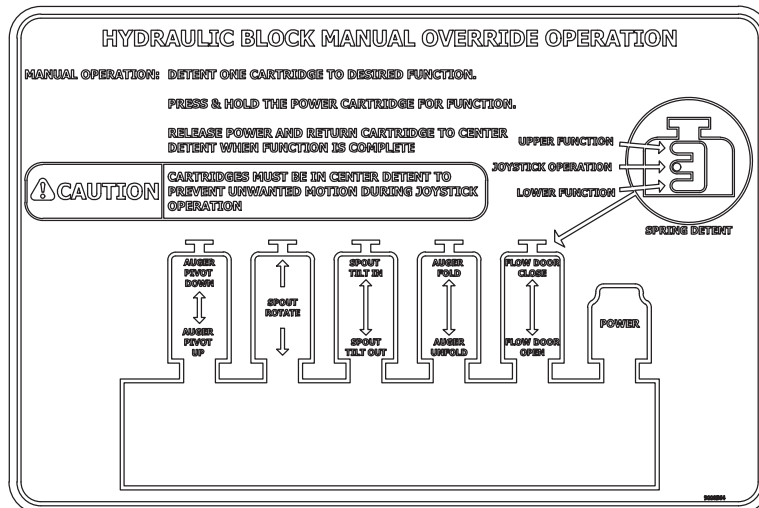 HYDRAULIC BLOCK MANUAL OVERRIDE OPERATION
MANUAL OPERATION: DETENT ONE CARTRIDGE TO DESIRED FUNCTION.
PRESS & HOLD THE POWER CARTRIDGE FOR FUNCTION.
RELEASE POWER AND RETURN CARTRIDGE TO CENTER
DETENT WHEN FUNCTION IS COMPLETE
CAUTION
CARTRIDGES MUST BE IN CENTER DETENT TO
PREVENT UNWANTED MOTION DURING JOYSTICK
OPERATION
UPPER FUNCTION
JOYSTICK OPERATION
LOWER FUNCTION
SPRING DETENT
AUGER
PIVOT
DOWN
AUGER
PIVOT
UP
SPOUT
ROTATE
SPOUT
TILT IN
SPOUT
TILT OUT
AUGER
FOLD
AUGER
UNFOLD
FLOW DOOR
CLOSE
FLOW DOOR
OPEN
POWER